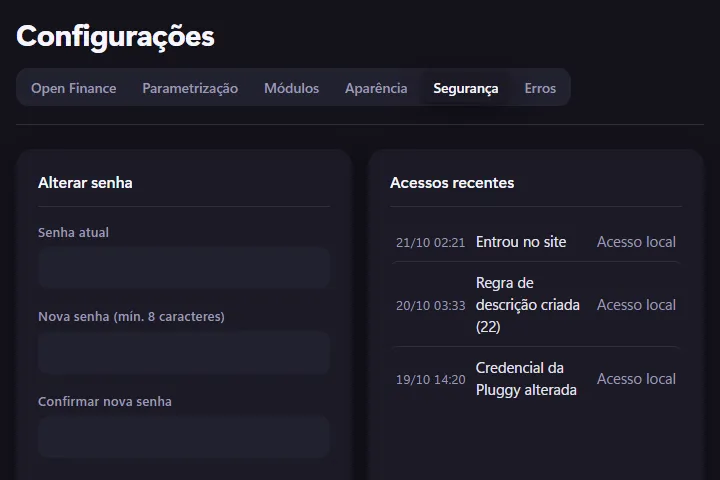 Configurações
Open Finance Parametrização Módulos Aparência Segurança Erros
Alterar senha
Senha atual
Nova senha (mín. 8 caracteres)
Confirmar nova senha
Acessos recentes
21/10 02:21 Entrou no site Acesso local
Regra de
20/10 03:33 descrição criada Acesso local
(22)
Credencial da
19/10 14:20 Pluggy alterada Acesso local